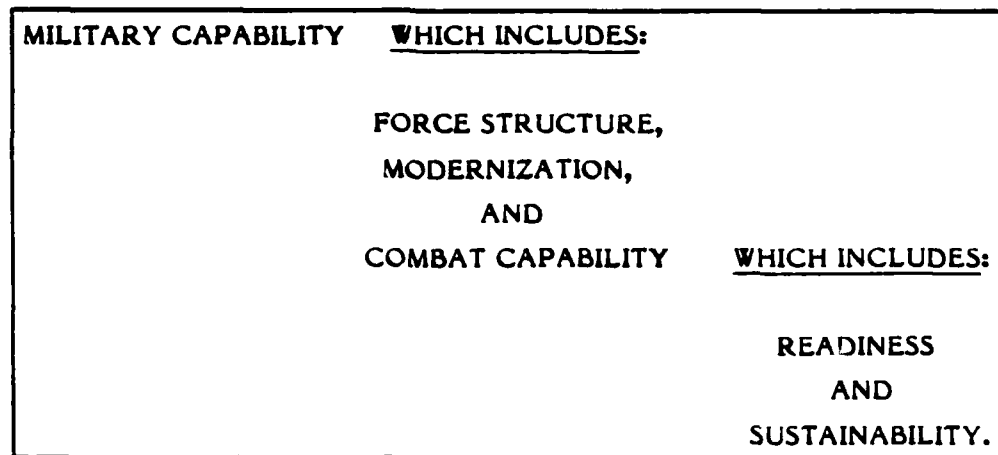 MILITARY CAPABILITY WHICH INCLUDES:
FORCE STRUCTURE,
MODERNIZATION,
AND
COMBAT CAPABILITY WHICH INCLUDES:
READINESS
AND
SUSTAINABILITY.